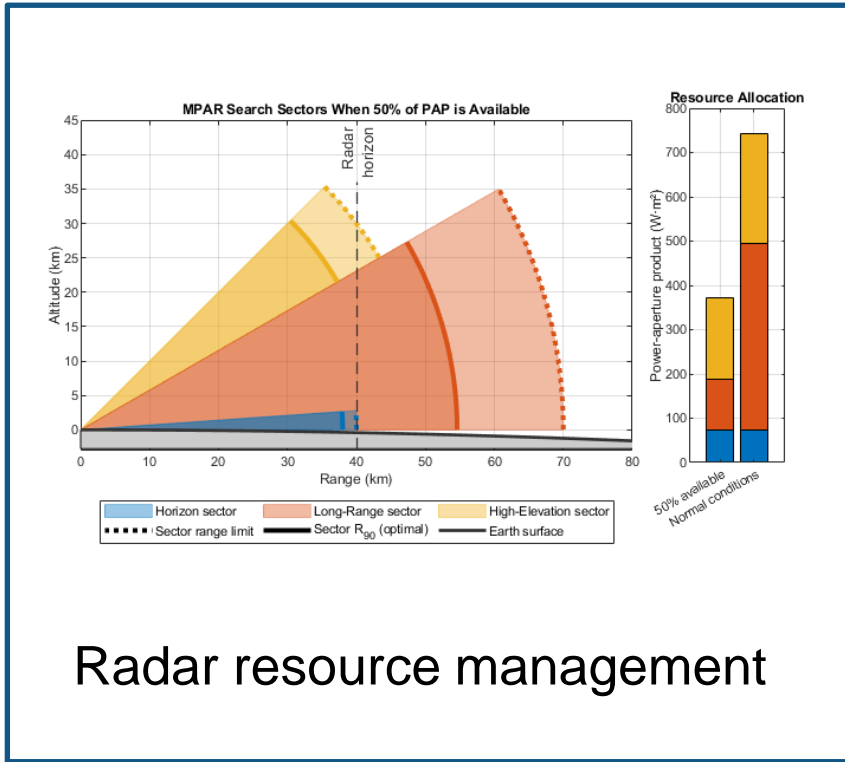 MPAR Search Sectors When 50% of PAP is Available
Altitude (km)
45
40
35
30
25
20
15
10
5
0
Radar
horizon
0 10 20 30 40 50 60 70 80
Range (km)
Horizon sector Long-Range sector High-Elevation sector
Sector range limit Sector R90 (optimal) Earth surface
Resource Allocation
Power-aperture product (W·m²)
800
700
600
500
400
300
200
100
0
50% available
Normal conditions
Radar resource management